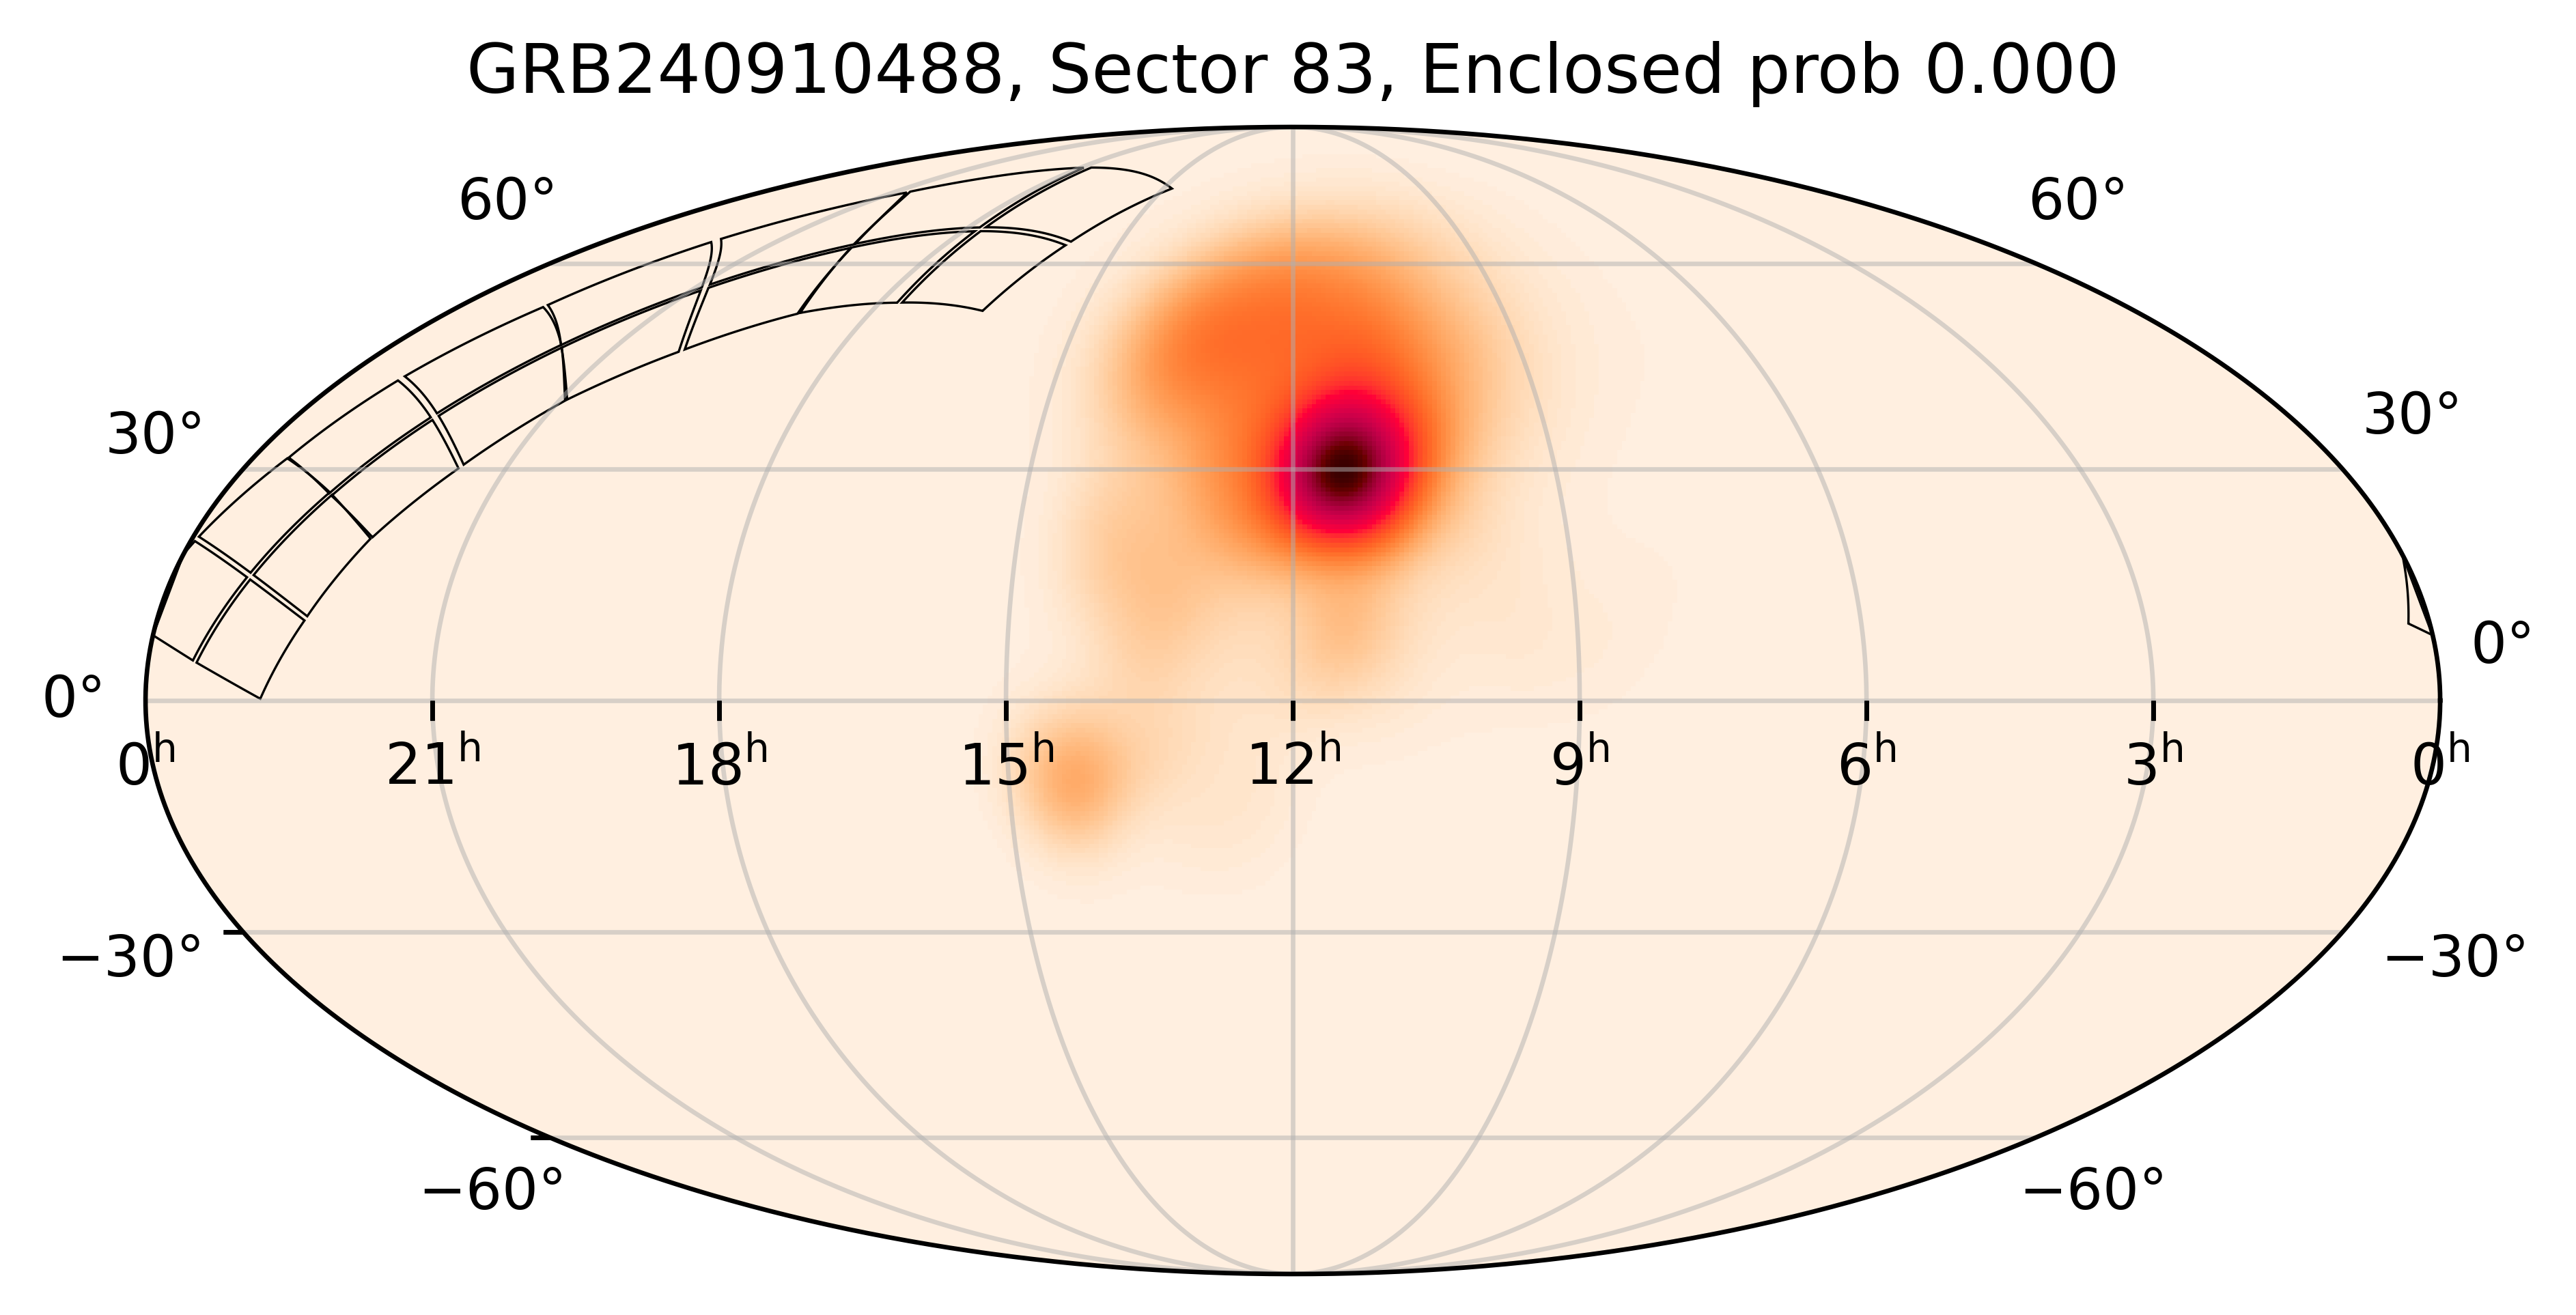 GRB240910488, Sector 83, Enclosed prob 0.000
60° 60°
30° 30°
0° 0°
0h 21h 18h 15h 12h 9h 6h 3h 0h
−30° −30°
−60° −60°